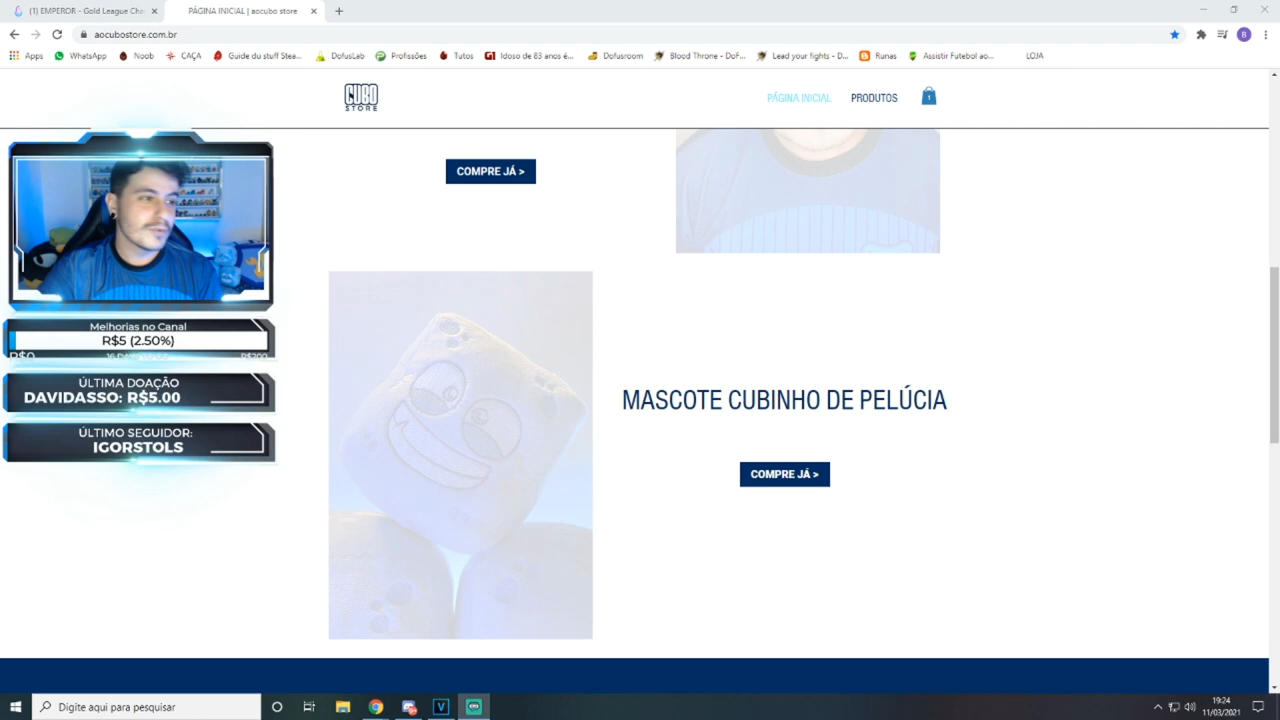 (1) EMPEROR - Gold League Cha
PÁGINA INICIAL | aocubo store
aocubostore.com.br
B
Apps
WhatsApp
Noob
CAÇA
Guide du stuff Stea...
DofusLab
Profissões
Tutos
G1 Idoso de 83 anos é...
Dofusroom
Blood Throne - DoF...
Lead your fights - D...
Runas
Assistir Futebol ao...
LOJA
CUBO
STORE
PÁGINA INICIAL
PRODUTOS
1
COMPRE JÁ >
Melhorias no Canal
R$5 (2.50%)
R$0
R$200
ÚLTIMA DOAÇÃO
DAVIDASSO: R$5.00
ÚLTIMO SEGUIDOR:
IGORSTOLS
MASCOTE CUBINHO DE PELÚCIA
COMPRE JÁ >
Digite aqui para pesquisar
V
19:24
11/03/2021